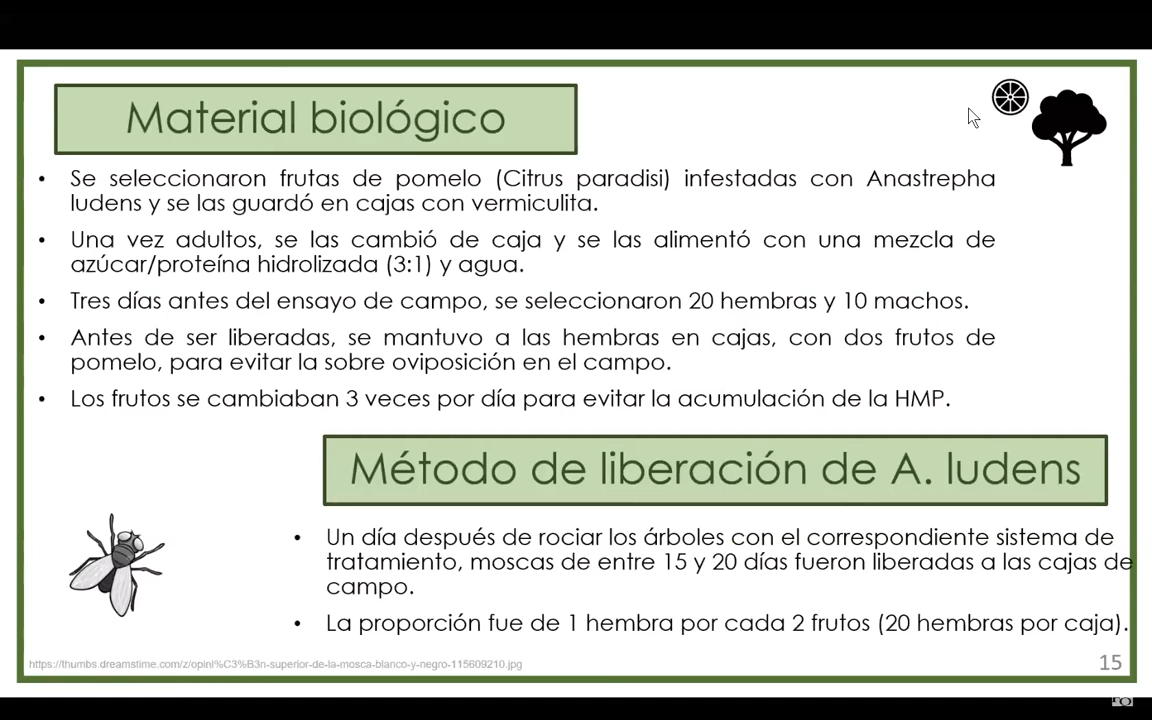 Material biológico
• Se seleccionaron frutas de pomelo (Citrus paradisi) infestadas con Anastrepha
ludens y se las guardó en cajas con vermiculita.
• Una vez adultos, se las cambió de caja y se las alimentó con una mezcla de
azúcar/proteína hidrolizada (3:1) y agua.
• Tres días antes del ensayo de campo, se seleccionaron 20 hembras y 10 machos.
• Antes de ser liberadas, se mantuvo a las hembras en cajas, con dos frutos de
pomelo, para evitar la sobre oviposición en el campo.
• Los frutos se cambiaban 3 veces por día para evitar la acumulación de la HMP.
Método de liberación de A. ludens
• Un día después de rociar los árboles con el correspondiente sistema de
tratamiento, moscas de entre 15 y 20 días fueron liberadas a las cajas de
campo.
• La proporción fue de 1 hembra por cada 2 frutos (20 hembras por caja).
https://thumbs.dreamstime.com/z/opini%C3%B3n-superior-de-la-mosca-blanco-y-negro-115609210.jpg
15